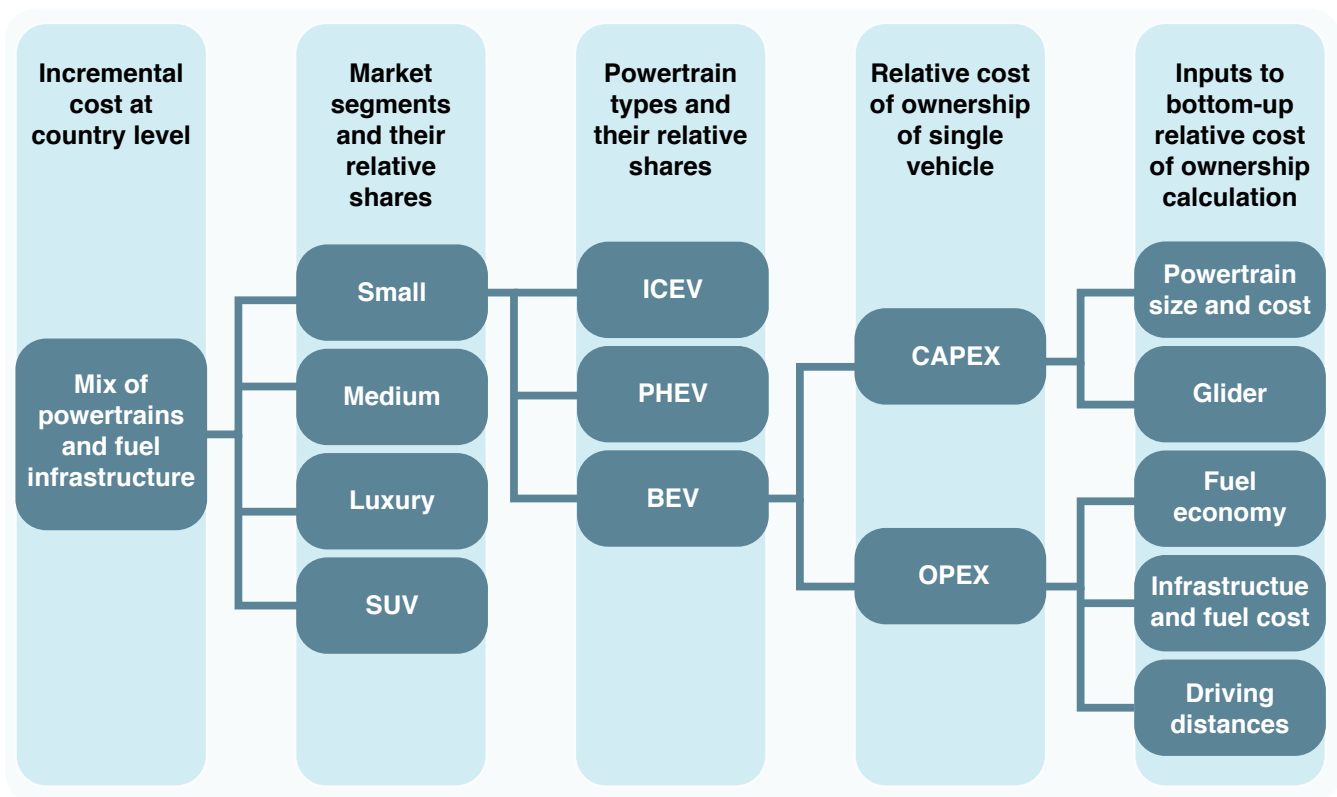 Incremental
cost at
country level
Market
segments
and their
relative
shares
Powertrain
types and
their relative
shares
Relative cost
of ownership
of single
vehicle
Inputs to
bottom-up
relative cost
of ownership
calculation
Mix of
powertrains
and fuel
infrastructure
Small
Medium
Luxury
SUV
ICEV
PHEV
BEV
CAPEX
OPEX
Powertrain
size and cost
Glider
Fuel
economy
Infrastructue
and fuel cost
Driving
distances